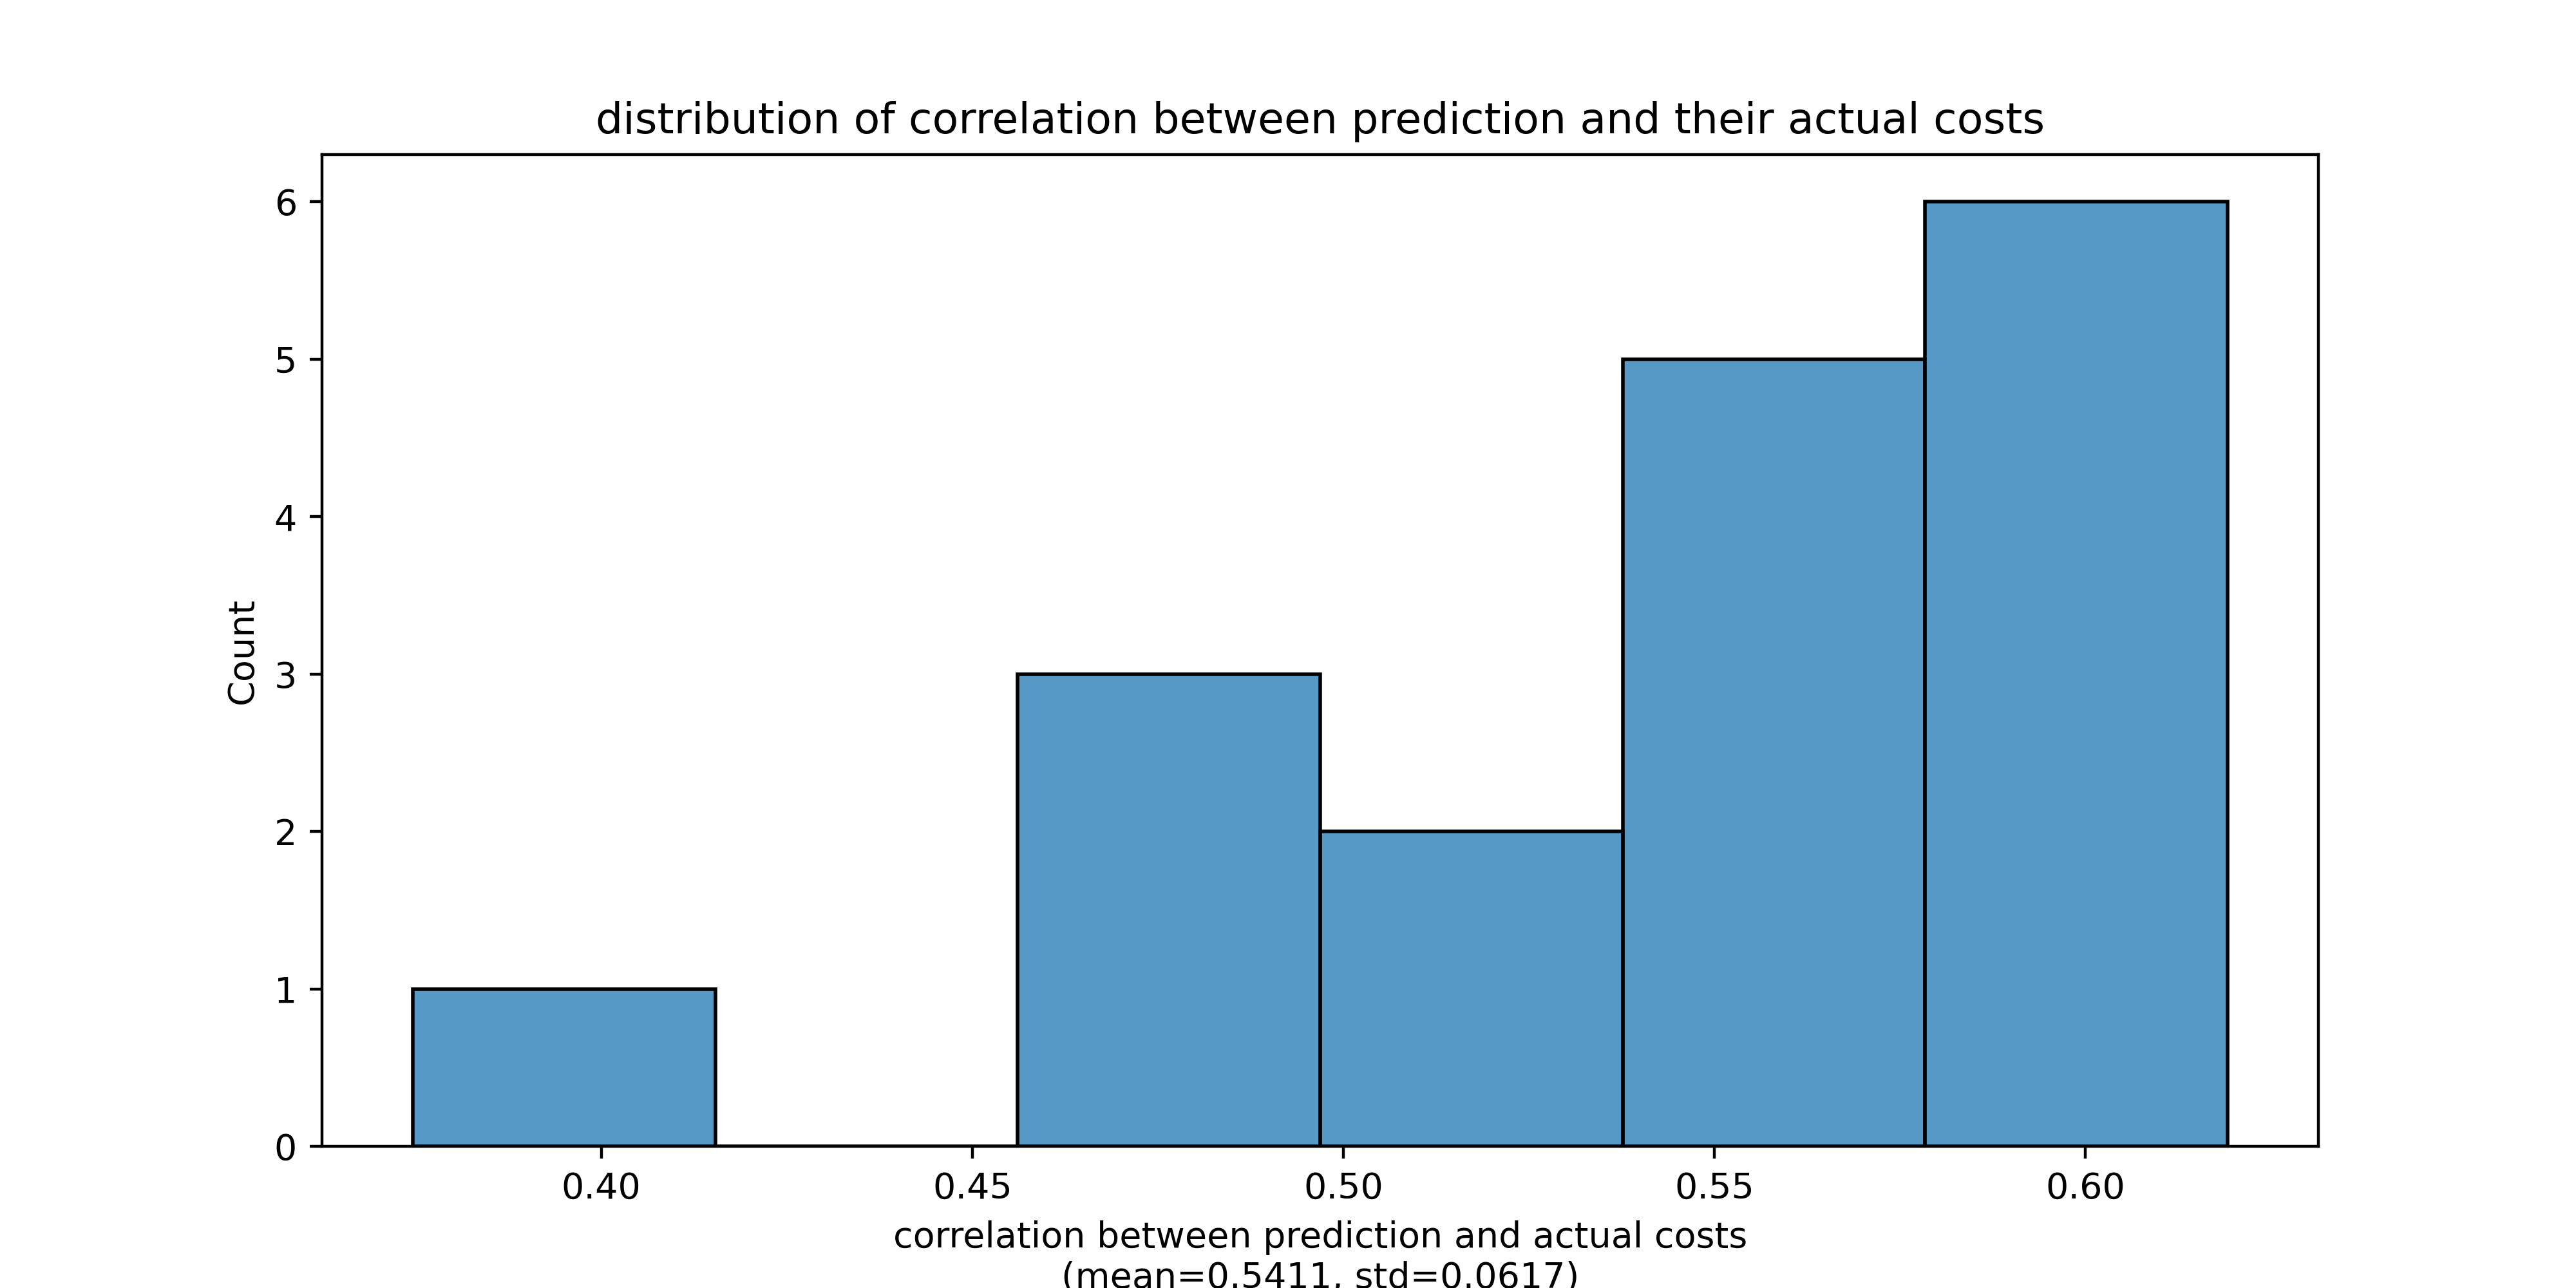 distribution of correlation between prediction and their actual costs
6
5
4
3
2
1
0
Count
0.40 0.45 0.50 0.55 0.60
correlation between prediction and actual costs
(mean=0.5411, std=0.0617)